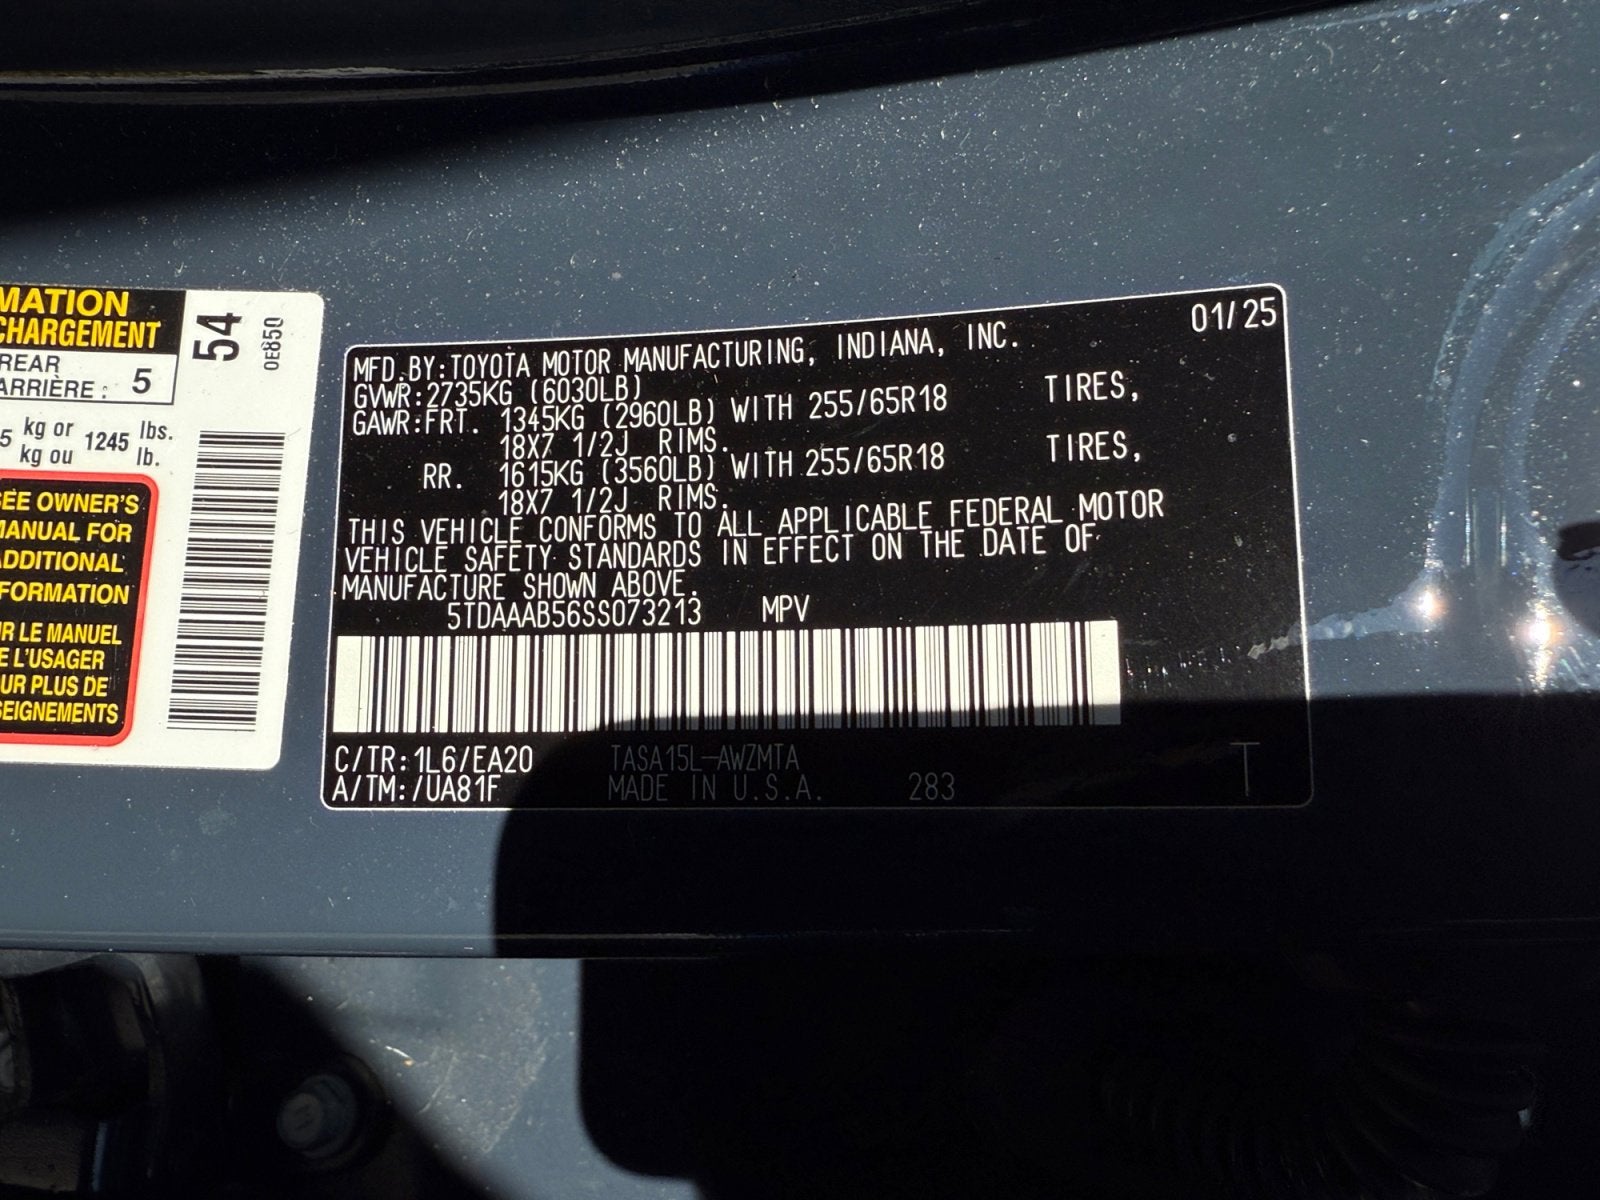 MATION
CHARGEMENT
REAR
ARRIÈRE : 5
5 kg or 1245 lbs.
kg ou lb.
SEE OWNER'S
MANUAL FOR
ADDITIONAL
FORMATION
R LE MANUEL
E L'USAGER
UR PLUS DE
SEIGNEMENTS
54
0E850
01/25
MFD.BY:TOYOTA MOTOR MANUFACTURING, INDIANA, INC.
GVWR:2735KG (6030LB)
GAWR:FRT. 1345KG (2960LB) WITH 255/65R18 TIRES,
18X7 1/2J RIMS.
RR. 1615KG (3560LB) WITH 255/65R18 TIRES,
18X7 1/2J RIMS.
THIS VEHICLE CONFORMS TO ALL APPLICABLE FEDERAL MOTOR
VEHICLE SAFETY STANDARDS IN EFFECT ON THE DATE OF
MANUFACTURE SHOWN ABOVE.
5TDAAAB56SS073213 MPV
C/TR:1L6/EA20 TASA15L-AWZMTA
A/TM:/UA81F MADE IN U.S.A. 283 T